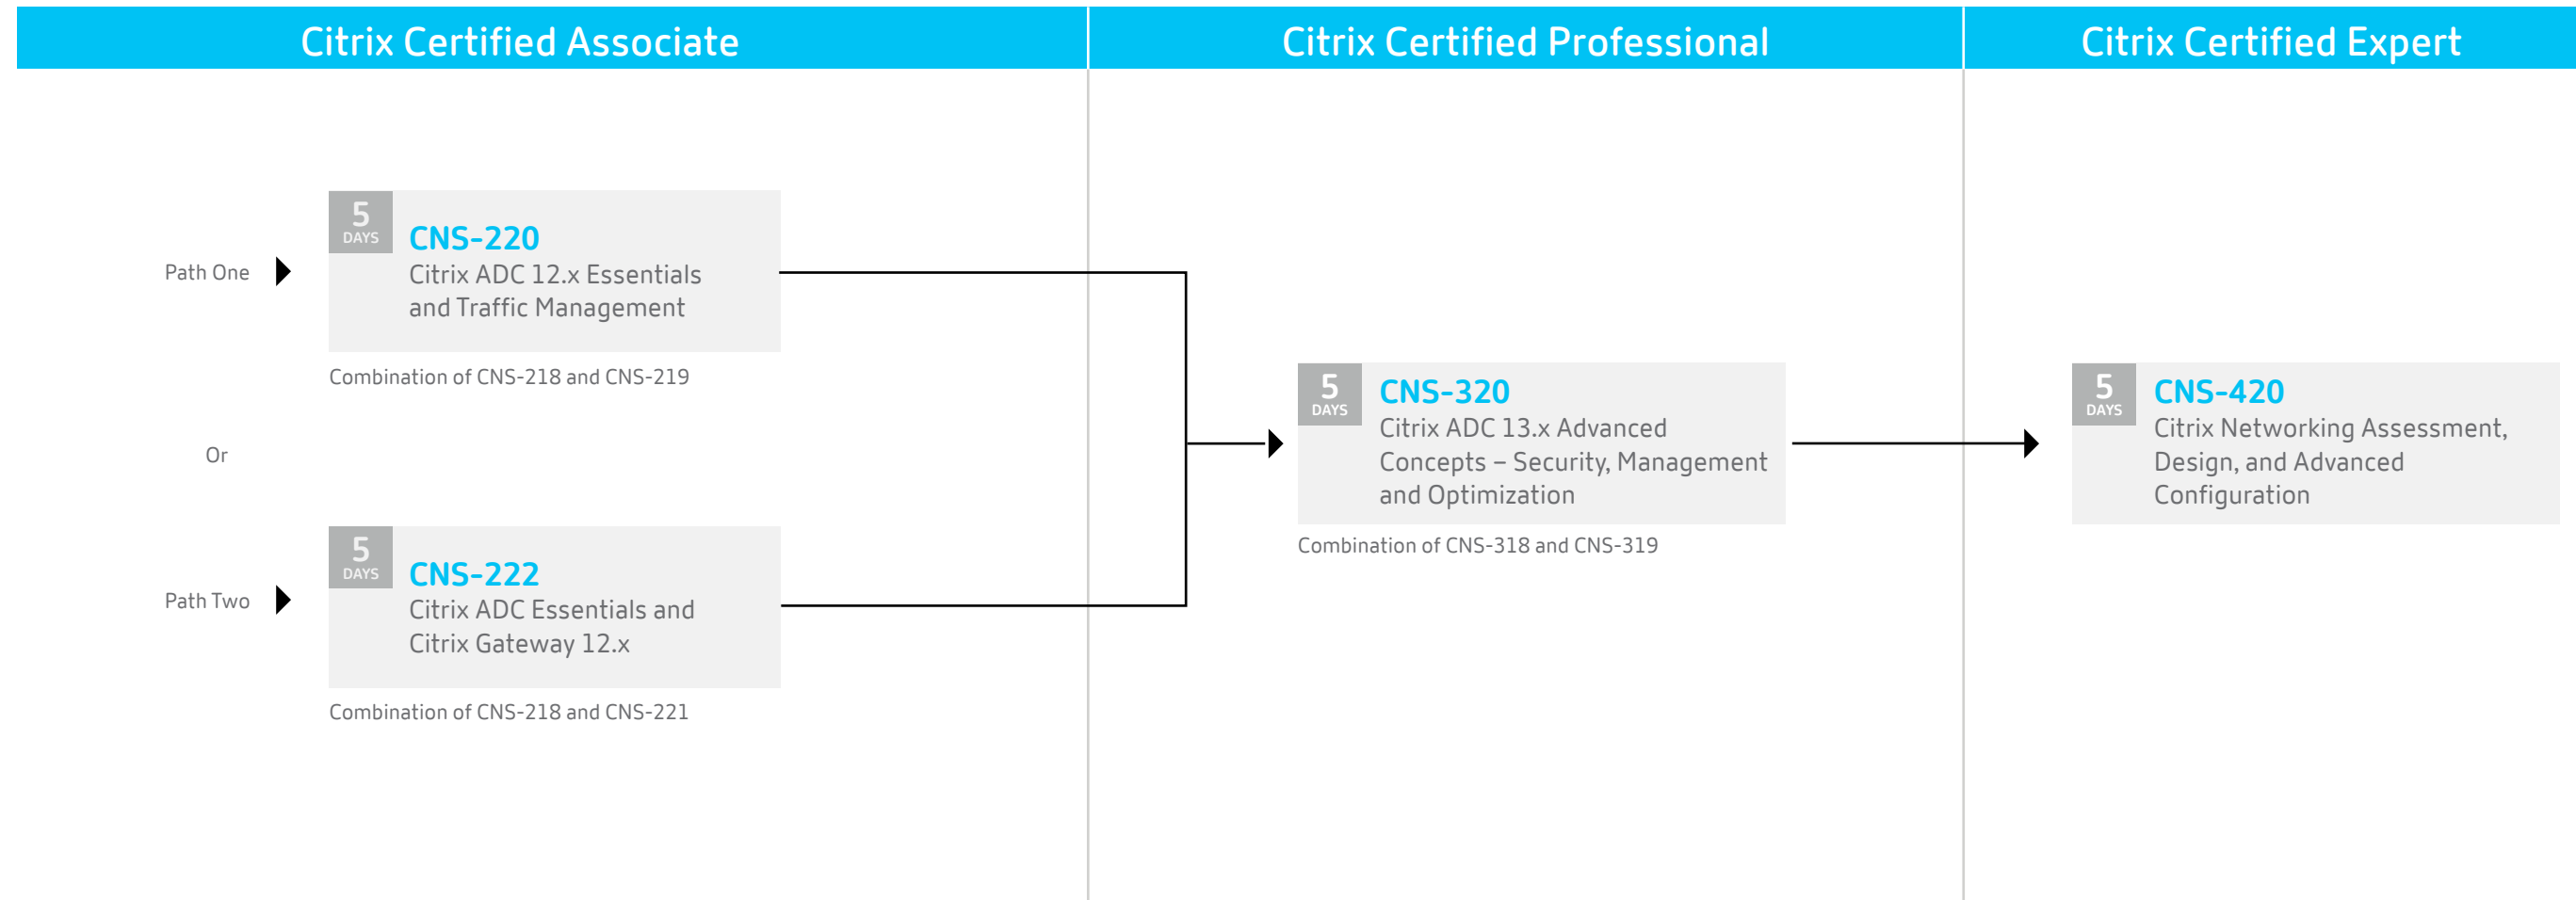 Citrix Certified Associate
Citrix Certified Professional
Citrix Certified Expert
Path One
5
DAYS
CNS-220
Citrix ADC 12.x Essentials
and Traffic Management
Combination of CNS-218 and CNS-219
Or
Path Two
5
DAYS
CNS-222
Citrix ADC Essentials and
Citrix Gateway 12.x
Combination of CNS-218 and CNS-221
5
DAYS
CNS-320
Citrix ADC 13.x Advanced
Concepts – Security, Management
and Optimization
Combination of CNS-318 and CNS-319
5
DAYS
CNS-420
Citrix Networking Assessment,
Design, and Advanced
Configuration